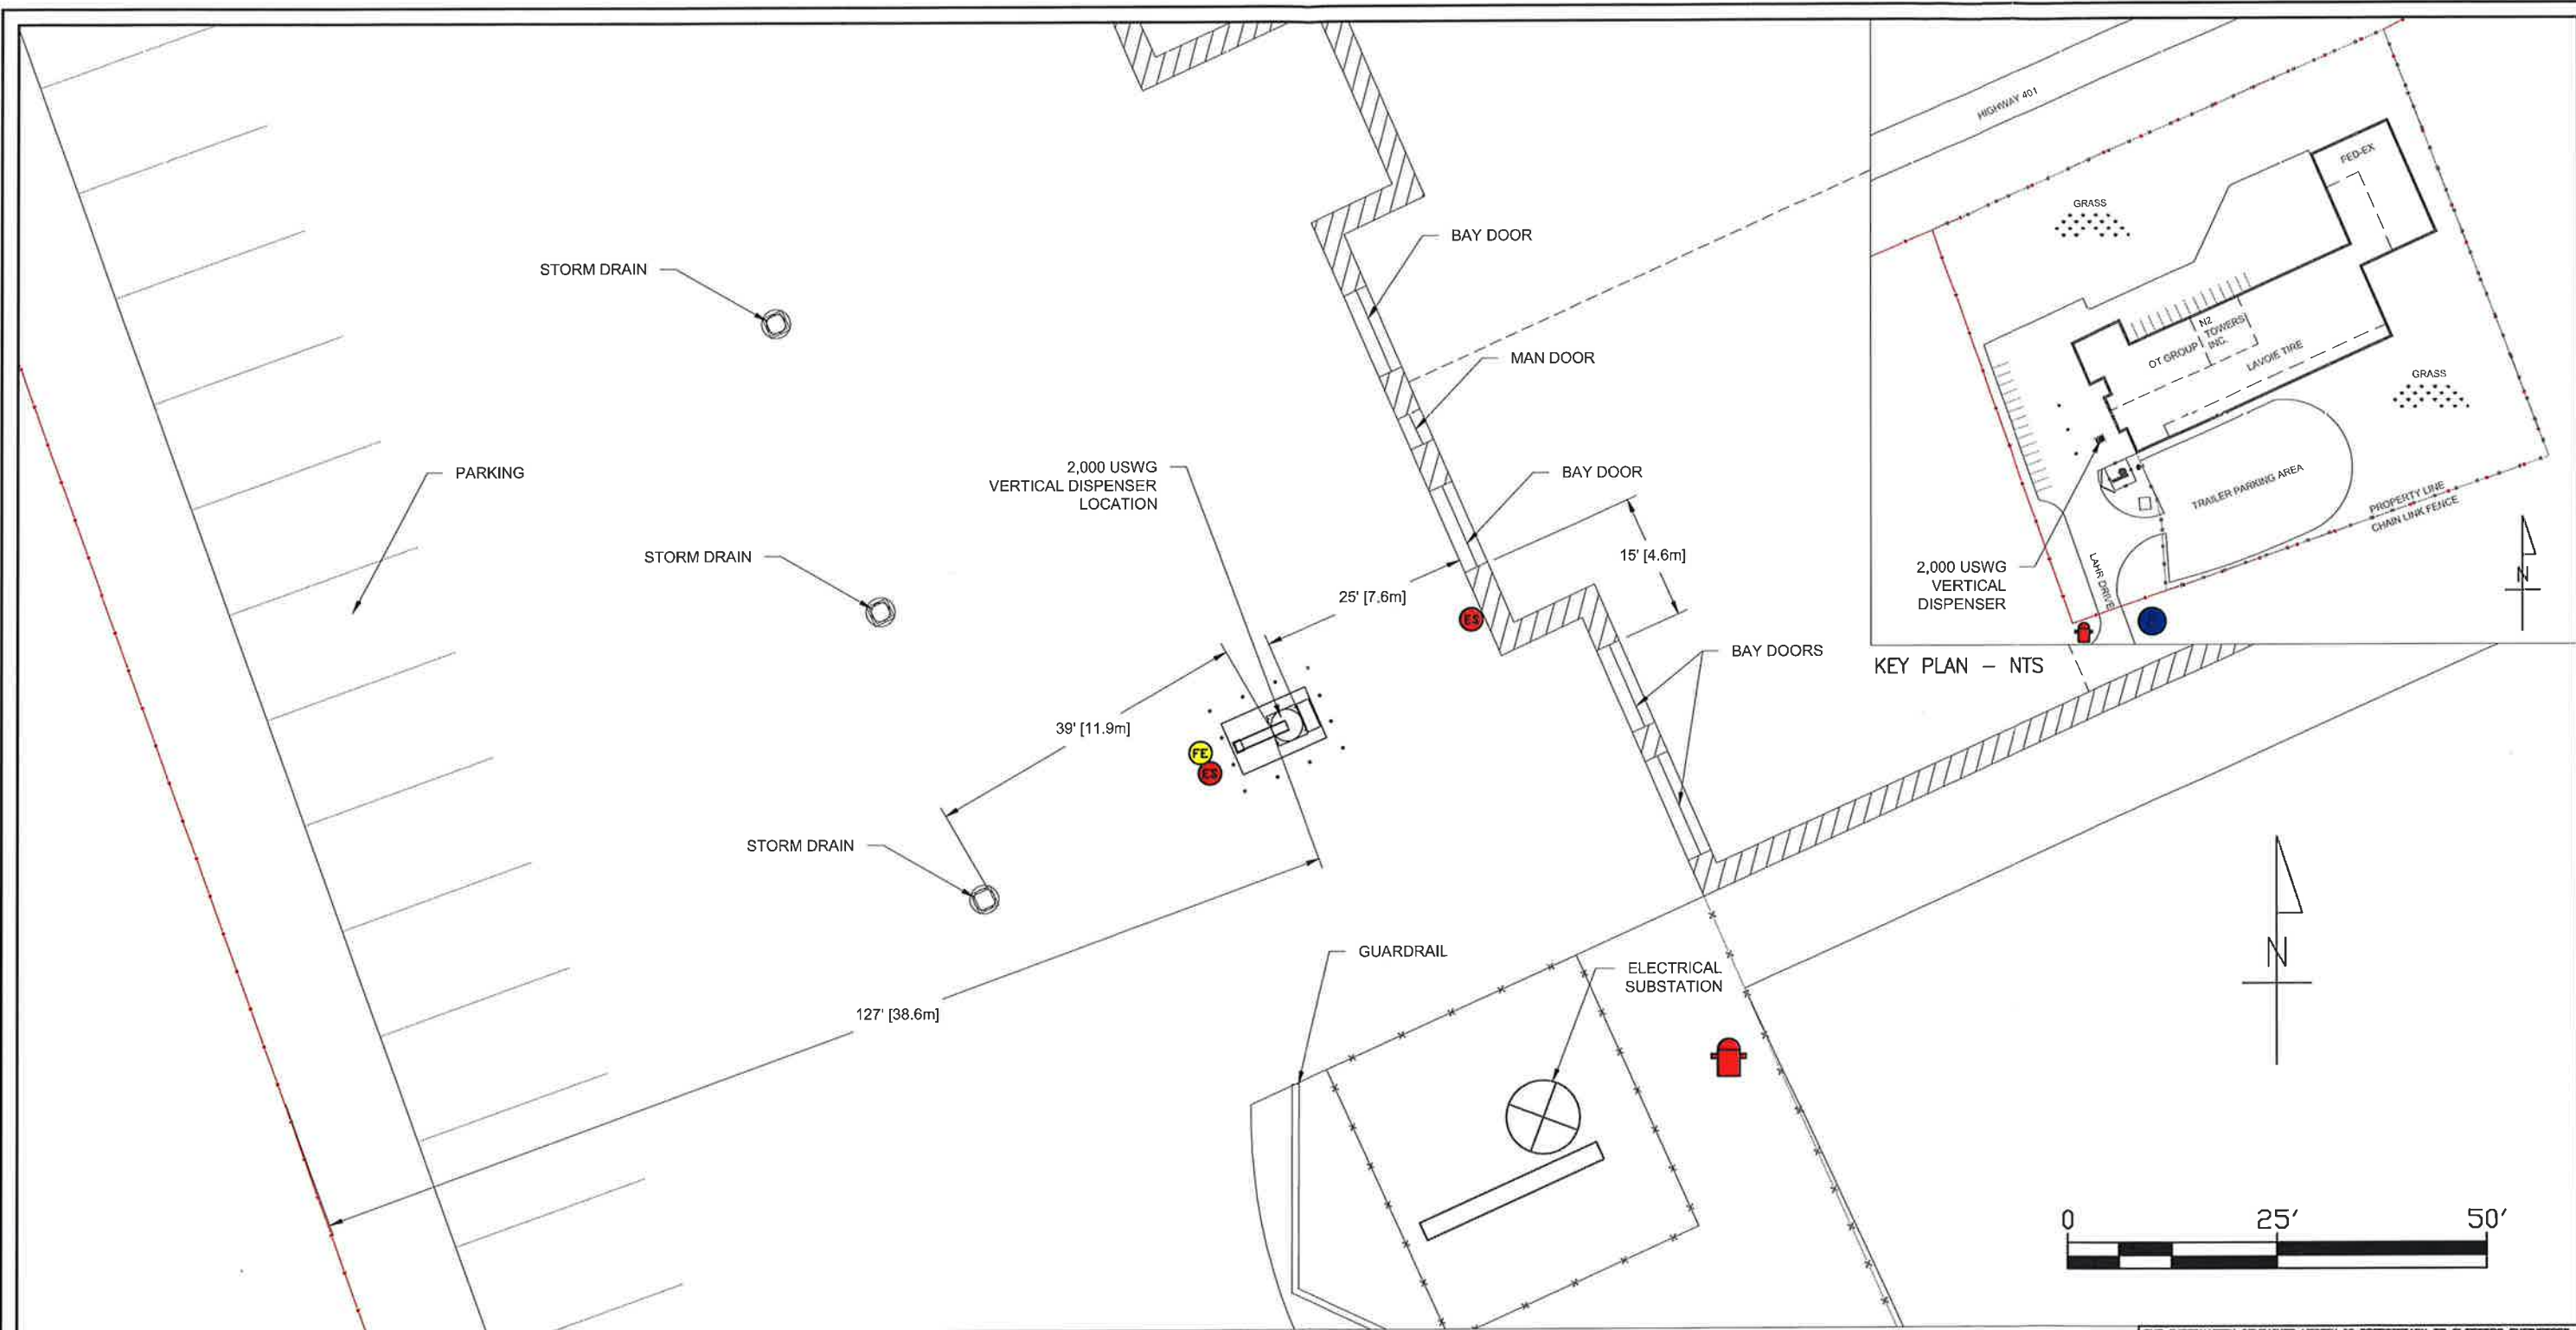 HIGHWAY 401
FED-EX
GRASS
N2
TOWERS
INC.
OT GROUP
LAVOIE TIRE
GRASS
TRAILER PARKING AREA
PROPERTY LINE
CHAIN LINK FENCE
LAHR DRIVE
2,000 USWG
VERTICAL
DISPENSER
N
KEY PLAN - NTS
BAY DOOR
STORM DRAIN
MAN DOOR
PARKING
2,000 USWG
VERTICAL DISPENSER
LOCATION
BAY DOOR
STORM DRAIN
15' [4.6m]
25' [7.6m]
ES
BAY DOORS
39' [11.9m]
FE
ES
STORM DRAIN
GUARDRAIL
ELECTRICAL
SUBSTATION
N
127' [38.6m]
0 25' 50'